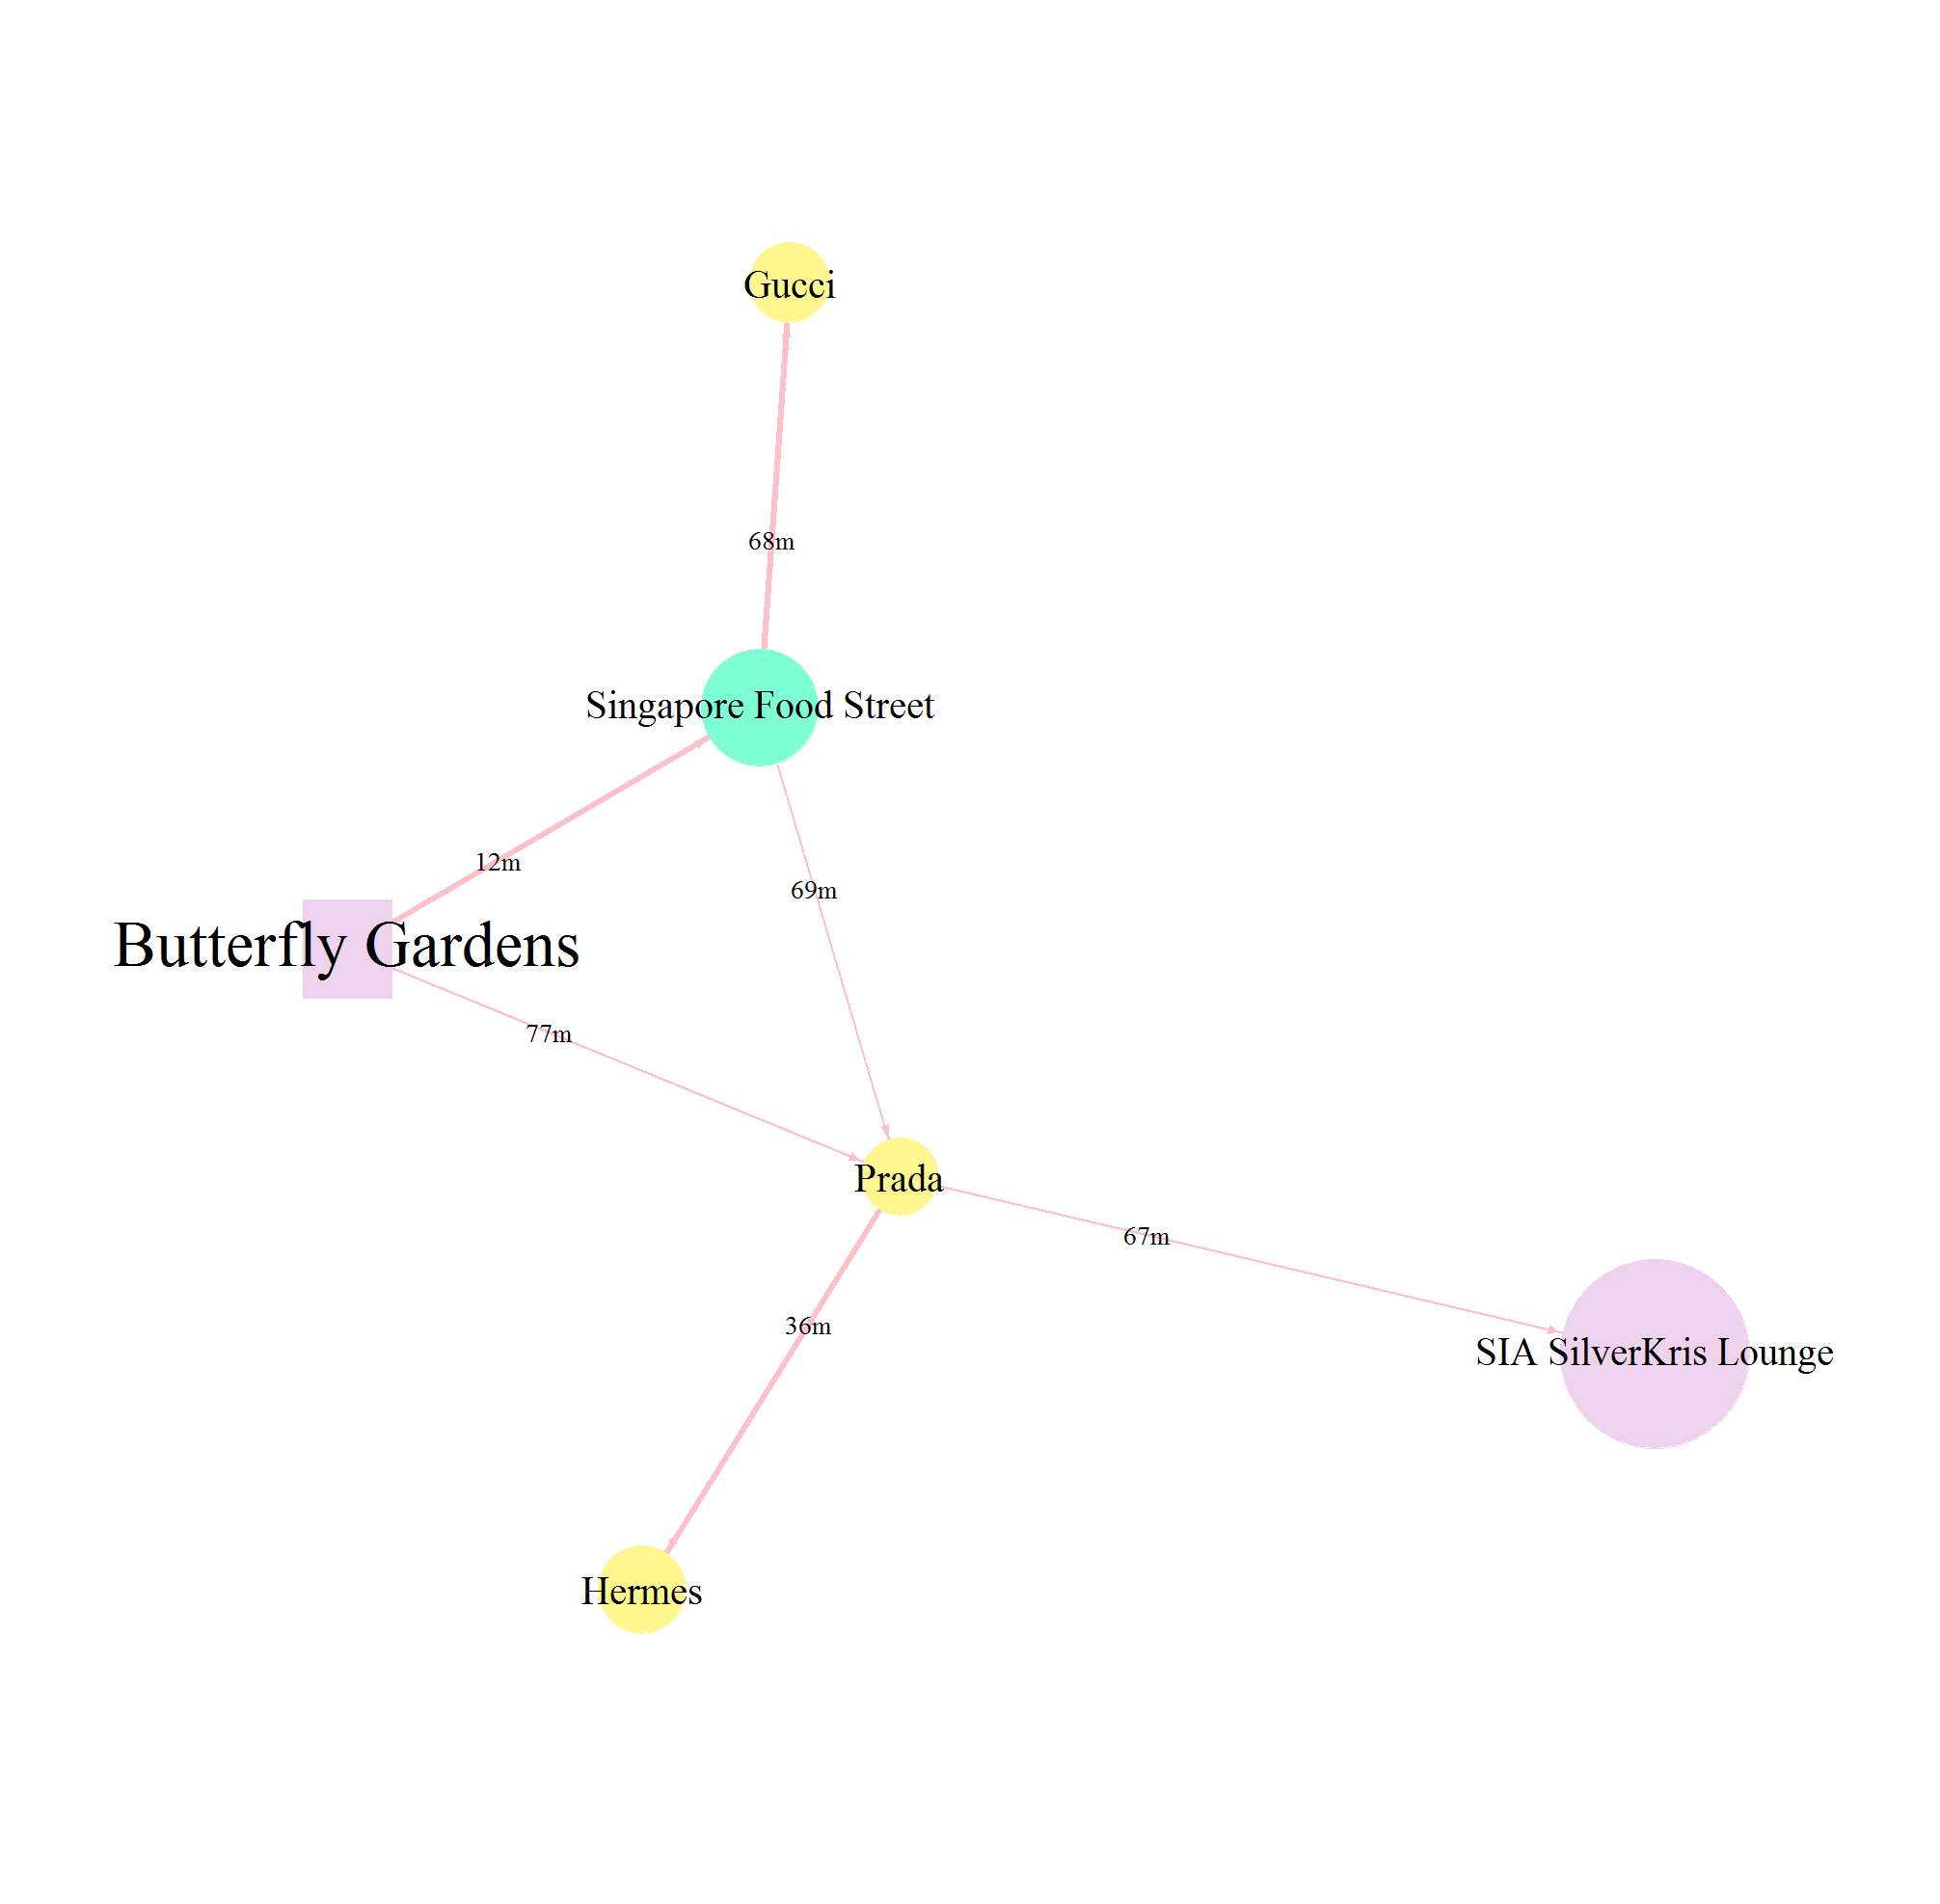 Gucci
68m
Singapore Food Street
12m
69m
Butterfly Gardens
77m
Prada
67m
36m
SIA SilverKris Lounge
Hermes